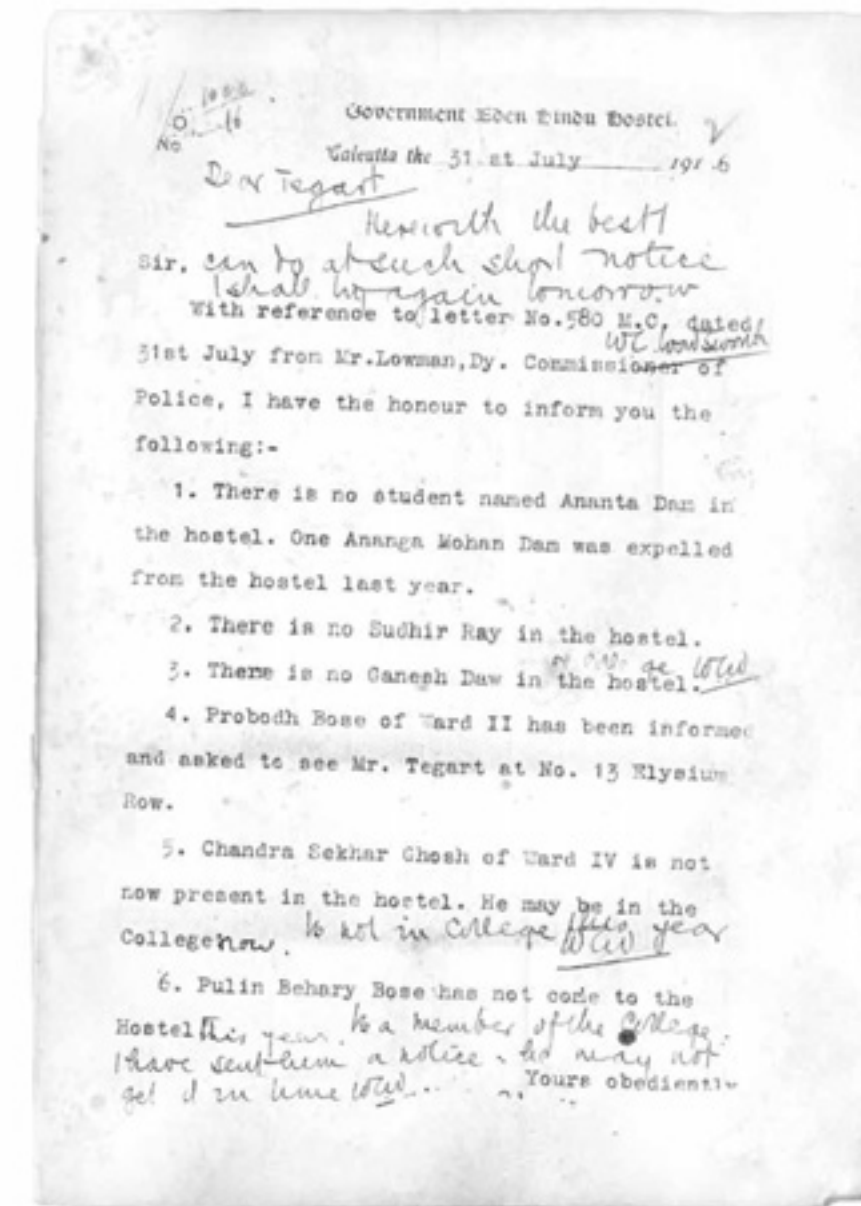 1000
O 16
No
Government Eden Hindu Hostel.
Calcutta the 31 st July 1916
Dear Tegart
Herewith the best I
Sir. can do at such short notice
I shall try again tomorrow
With reference to letter No.580 M.C. dated
WC Wordsworth
31st July from Mr.Lowman,Dy. Commissioner of
Police, I have the honour to inform you the
following:-
1. There is no student named Ananta Dam in
the hostel. One Ananga Mohan Dam was expelled
from the hostel last year.
2. There is no Sudhir Ray in the hostel.
WCW
3. There is no Ganesh Daw in the hostel.
4. Probodh Bose of Ward II has been informed
and asked to see Mr. Tegart at No. 13 Elysium
Row.
5. Chandra Sekhar Ghosh of Ward IV is not
now present in the hostel. He may be in the
College now. Is not in College this year
WCW
6. Pulin Behary Bose has not come to the
Hostel this year. Is a member of the College.
I have sent him a notice. he may not
Yours obediently
get it in time WCW